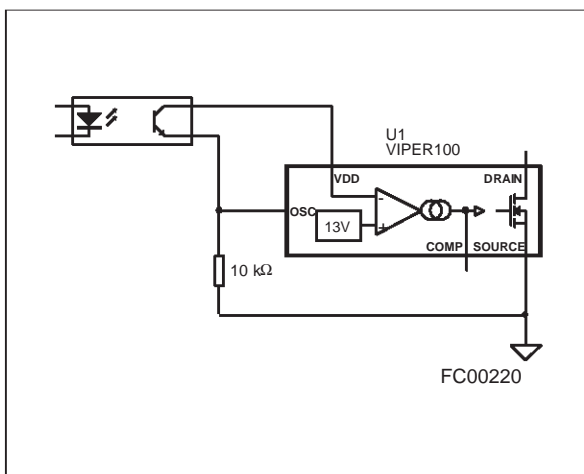 U1
VIPER100
VDD
DRAIN
-
OSC
13V
+
COMP
SOURCE
10 kΩ
FC00220